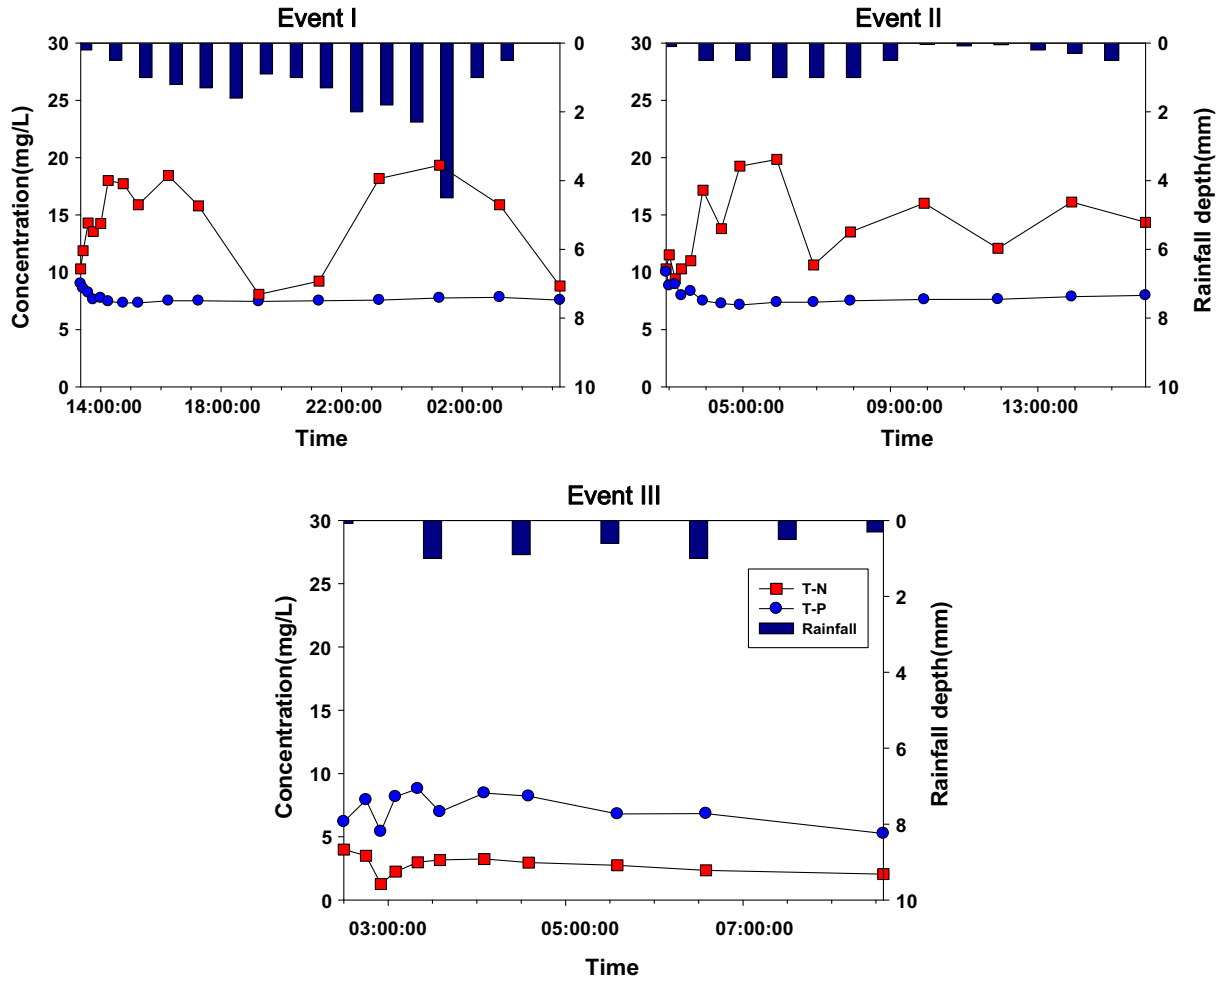 Event I
30
25
20
15
10
5
0
Concentration(mg/L)
0
2
4
6
8
10
14:00:00 18:00:00 22:00:00 02:00:00
Time
Event II
30
25
20
15
10
5
0
0
2
4
6
8
10
Rainfall depth(mm)
05:00:00 09:00:00 13:00:00
Time
Event III
30
25
20
15
10
5
0
Concentration(mg/L)
T-N
T-P
Rainfall
0
2
4
6
8
10
Rainfall depth(mm)
03:00:00 05:00:00 07:00:00
Time